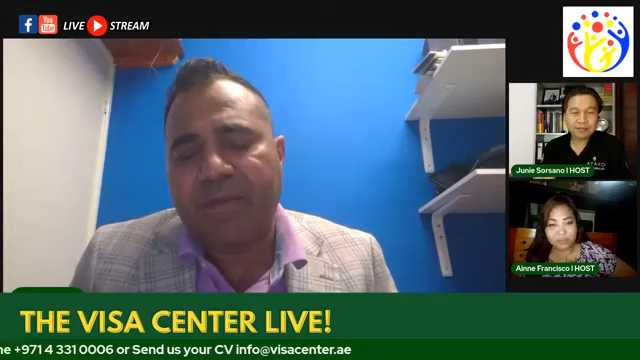 LIVE STREAM
Junie Sorsano I HOST
Ainne Francisco I HOST
THE VISA CENTER LIVE!
ne +971 4 331 0006 or Send us your CV info@visacenter.ae